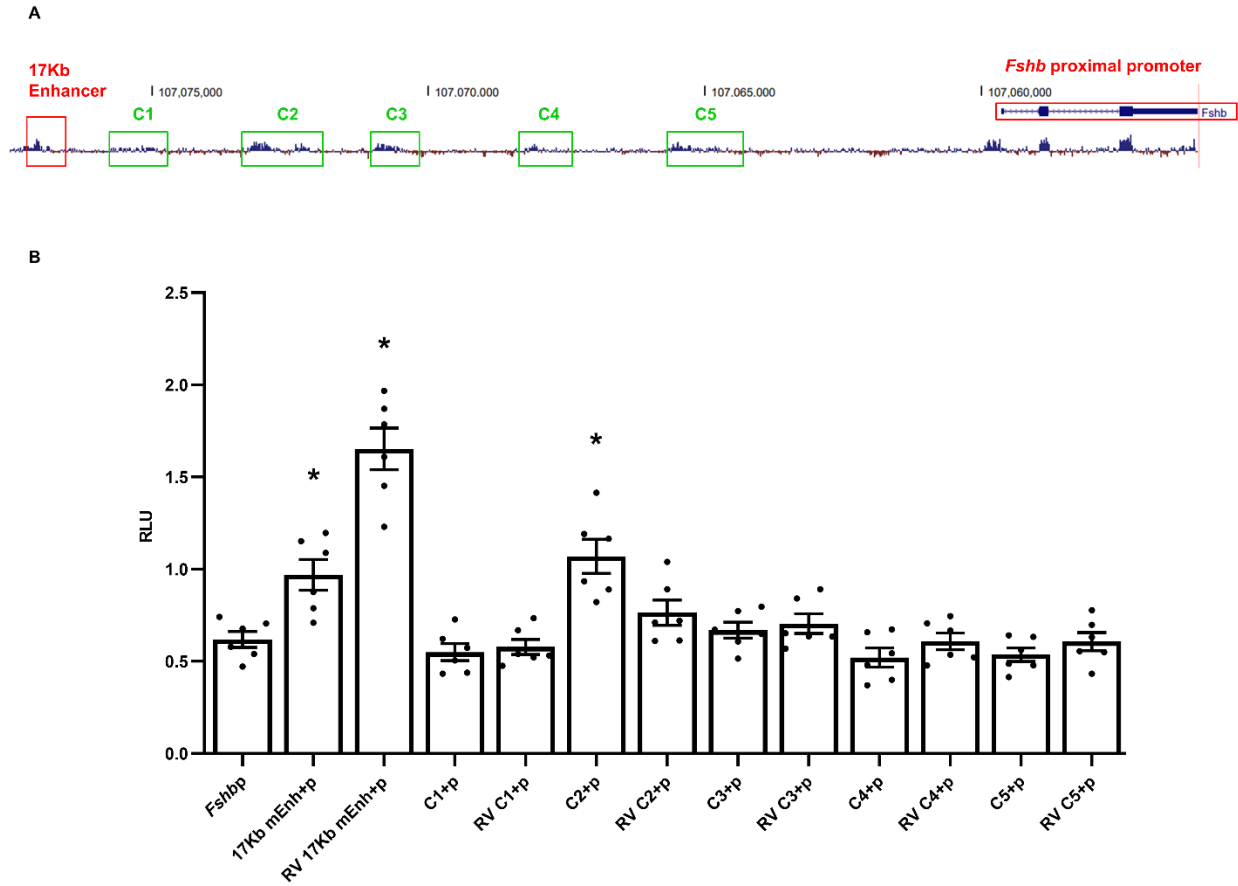 A
17Kb
Enhancer
Fshb proximal promoter
107,075,000
107,070.000
107.065.000
107,060,000
C1
C2
C3
C4
C5
Fshb
B
2.5
2.0
1.5
1.0
0.5
0.0
RLU
*
*
*
Fshbp
17Kb mEnh+p
RV 17Kb mEnh+p
C1+p
RV C1+p
C2+p
RV C2+p
C3+p
RV C3+p
C4+p
RV C4+p
C5+p
RV C5+p